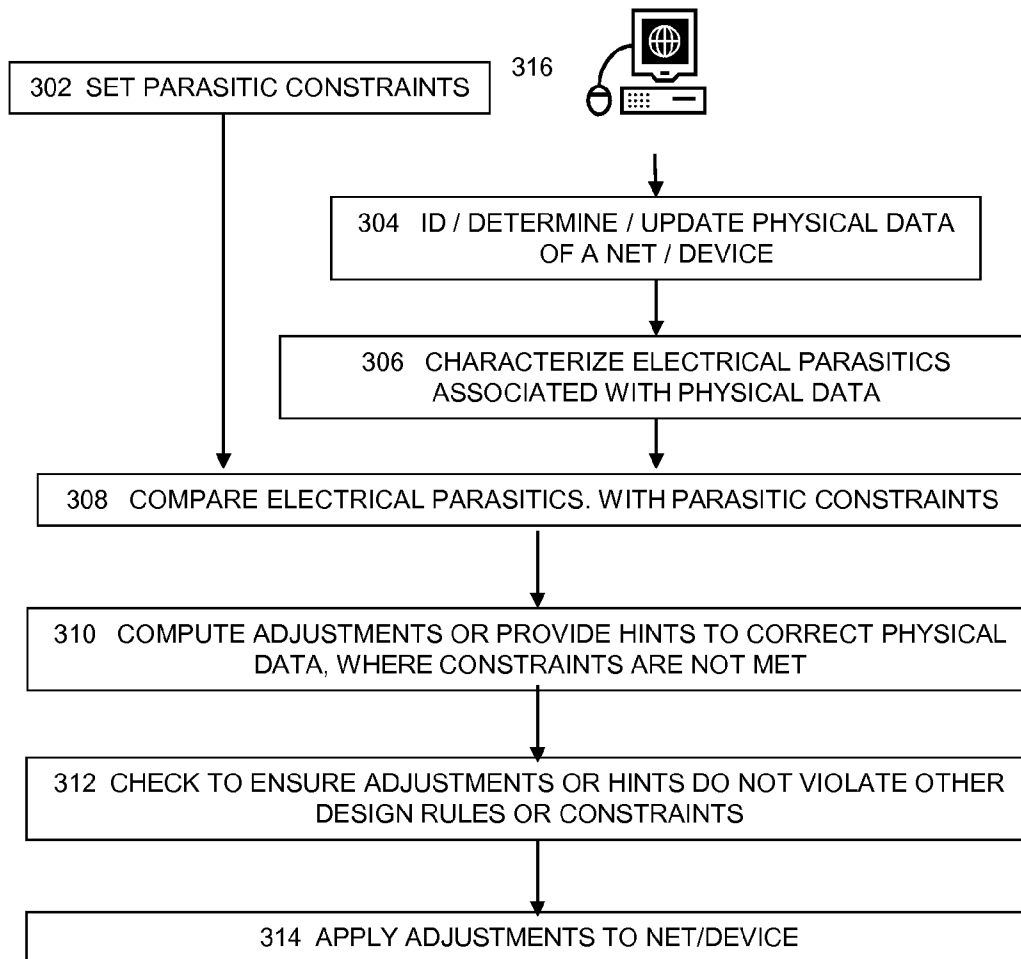 316
302 SET PARASITIC CONSTRAINTS
304 ID / DETERMINE / UPDATE PHYSICAL DATA
OF A NET / DEVICE
306 CHARACTERIZE ELECTRICAL PARASITICS
ASSOCIATED WITH PHYSICAL DATA
308 COMPARE ELECTRICAL PARASITICS. WITH PARASITIC CONSTRAINTS
310 COMPUTE ADJUSTMENTS OR PROVIDE HINTS TO CORRECT PHYSICAL
DATA, WHERE CONSTRAINTS ARE NOT MET
312 CHECK TO ENSURE ADJUSTMENTS OR HINTS DO NOT VIOLATE OTHER
DESIGN RULES OR CONSTRAINTS
314 APPLY ADJUSTMENTS TO NET/DEVICE